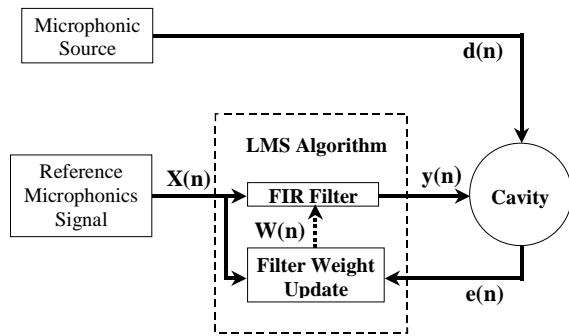 Microphonic
Source
d(n)
LMS Algorithm
Reference
Microphonics
Signal
X(n)
FIR Filter
y(n)
Cavity
W(n)
Filter Weight
Update
e(n)